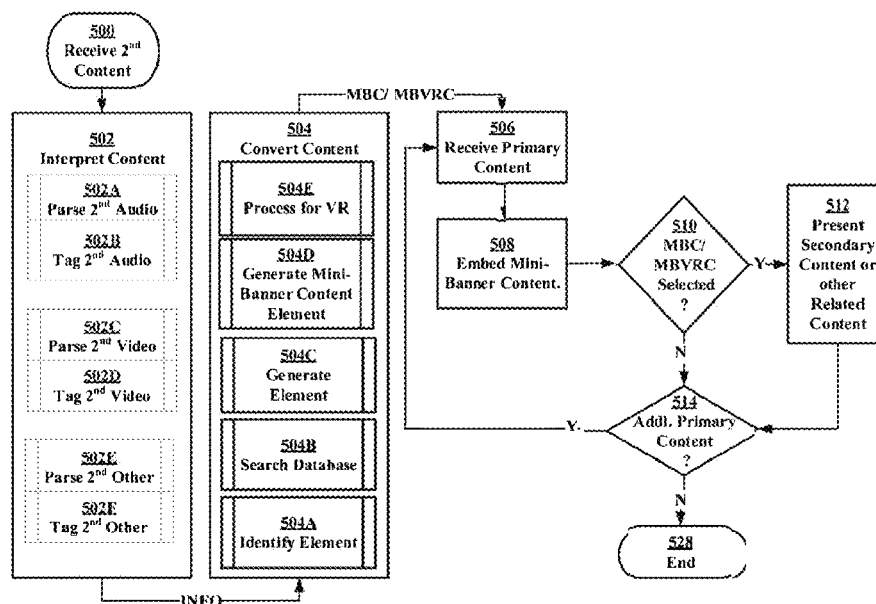 500
Receive 2nd
Content
502
Interpret Content
502A
Parse 2nd Audio
502B
Tag 2nd Audio
502C
Parse 2nd Video
502D
Tag 2nd Video
502E
Parse 2nd Other
502F
Tag 2nd Other
INFO
504
Convert Content
504E
Process for VR
504D
Generate Mini-
Banner Content
Element
504C
Generate
Element
504B
Search Database
504A
Identify Element
MBC/ MBVRC
506
Receive Primary
Content
508
Embed Mini-
Banner Content.
510
MBC/
MBVRC
Selected
?
Y
N
512
Present
Secondary
Content or
other
Related
Content
514
Addl. Primary
Content
?
Y
N
528
End